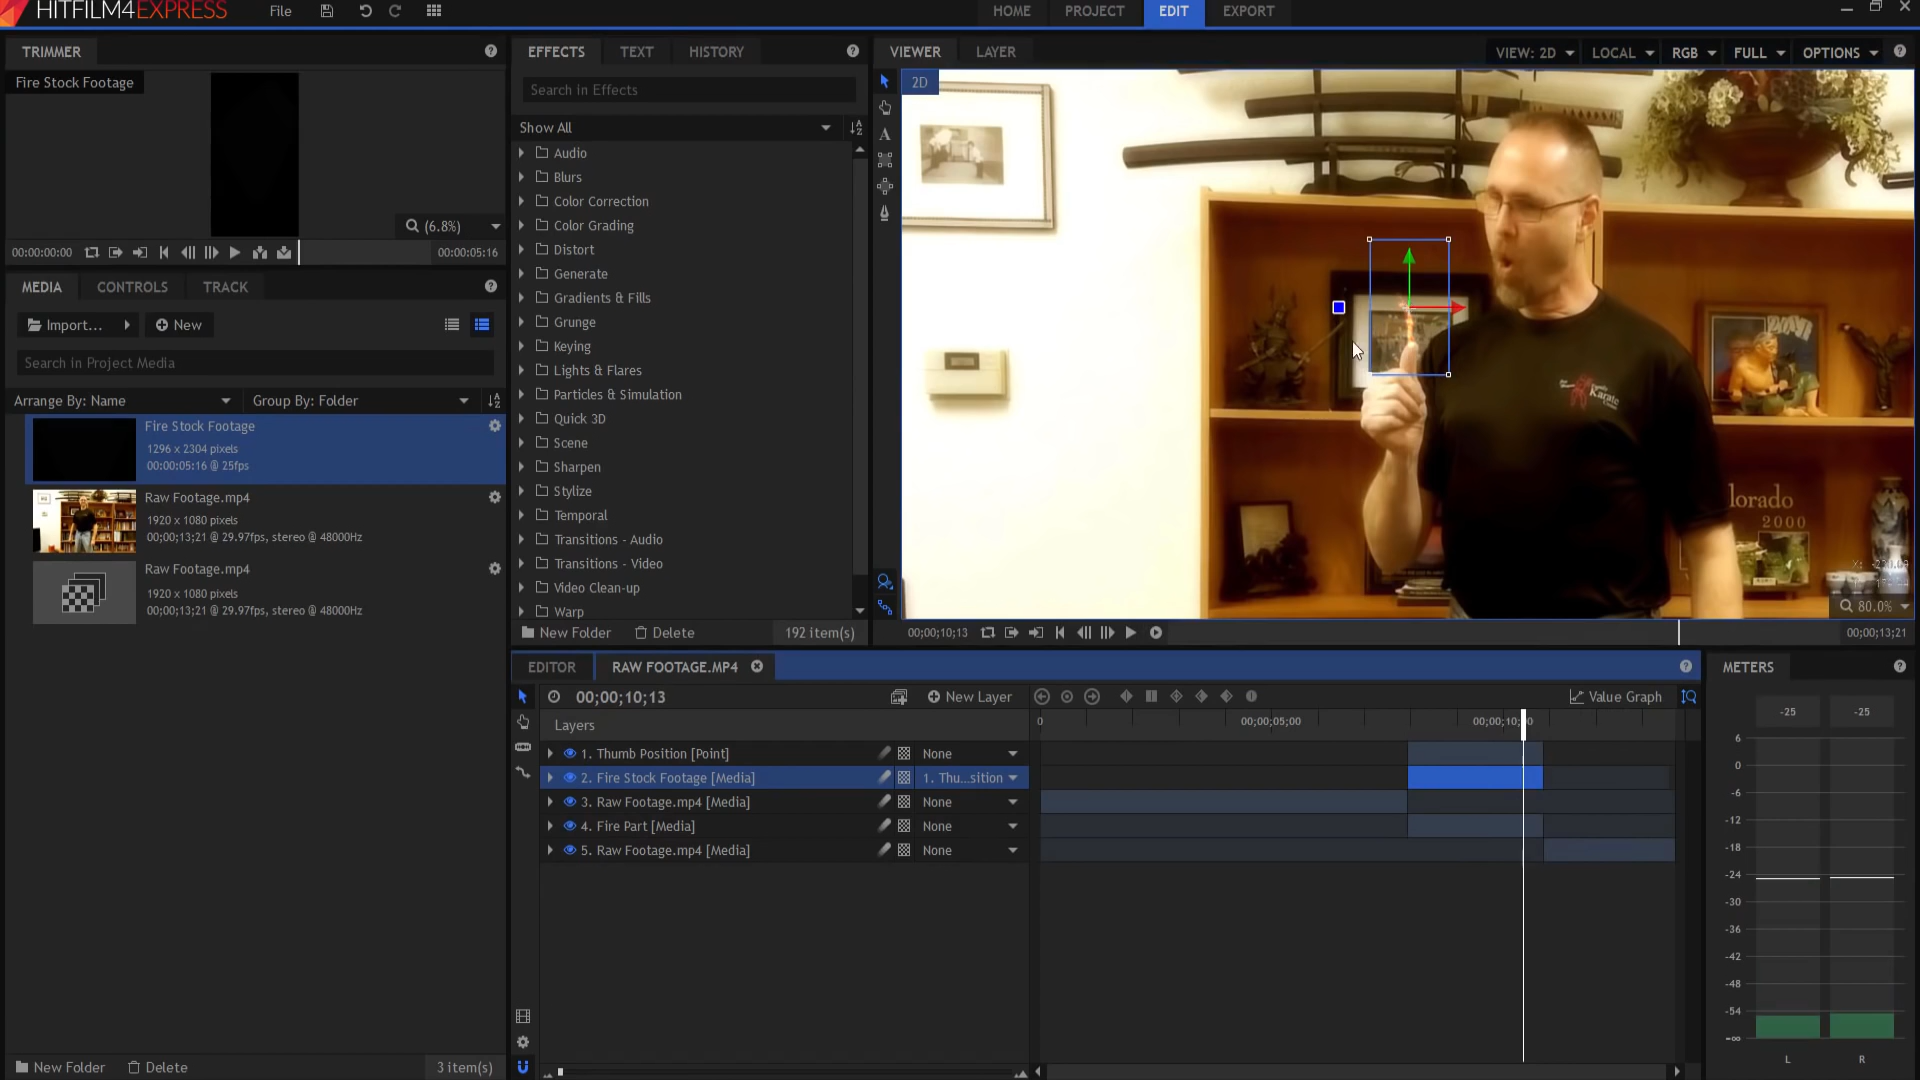 HITFILM4EXPRESS
File
HOME
PROJECT
EDIT
EXPORT
TRIMMER
Fire Stock Footage
(6.8%)
00:00:00:00
00:00:05:16
MEDIA
CONTROLS
TRACK
Import...
New
Search in Project Media
Arrange By: Name
Group By: Folder
Fire Stock Footage
1296 x 2304 pixels
00:00:05:16 @ 25fps
Raw Footage.mp4
1920 x 1080 pixels
00;00;13;21 @ 29.97fps, stereo @ 48000Hz
Raw Footage.mp4
1920 x 1080 pixels
00;00;13;21 @ 29.97fps, stereo @ 48000Hz
New Folder
Delete
3 item(s)
EFFECTS
TEXT
HISTORY
Search in Effects
Show All
Audio
Blurs
Color Correction
Color Grading
Distort
Generate
Gradients & Fills
Grunge
Keying
Lights & Flares
Particles & Simulation
Quick 3D
Scene
Sharpen
Stylize
Temporal
Transitions - Audio
Transitions - Video
Video Clean-up
Warp
New Folder
Delete
192 item(s)
VIEWER
LAYER
VIEW: 2D
LOCAL
RGB
FULL
OPTIONS
2D
Karate
lorado
2000
80.0%
00;00;10;13
00;00;13;21
EDITOR
RAW FOOTAGE.MP4
00;00;10;13
New Layer
Value Graph
Layers
0
00;00;05;00
00;00;10;00
1. Thumb Position [Point]
None
2. Fire Stock Footage [Media]
1. Thu...sition
3. Raw Footage.mp4 [Media]
None
4. Fire Part [Media]
None
5. Raw Footage.mp4 [Media]
None
METERS
-25
-25
6
0
-6
-12
-18
-24
-30
-36
-42
-48
-54
-∞
L
R